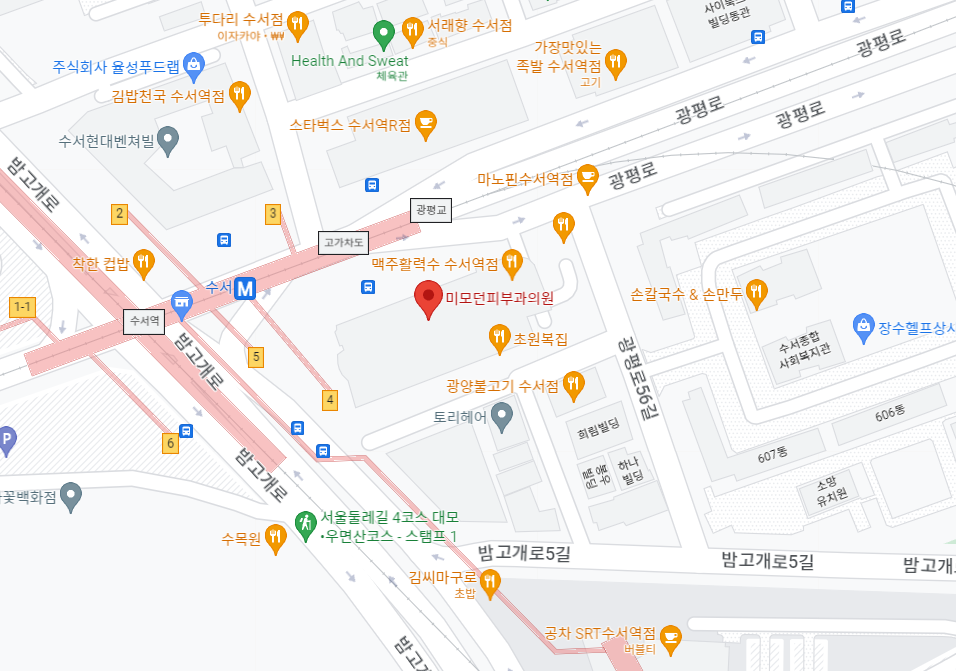 투다리 수서점
이자카야 · ₩₩
서래향 수서점
중식
사이룩스
빌딩동관
Health And Sweat
체육관
가장맛있는
족발 수서역점
고기
광평로
주식회사 율성푸드랩
김밥천국 수서역점
스타벅스 수서역R점
광평로
광평로
수서현대벤쳐빌
밤고개로
마노핀수서역점
광평로
2
3
광평교
고가차도
착한 컵밥
맥주활력수 수서역점
수서
M
미모던피부과의원
손칼국수 & 손만두
1-1
수서역
장수헬프상사
밤고개로
초원복집
수서종합
사회복지관
5
광평로56길
광양불고기 수서점
4
토리헤어
희림빌딩
606동
6
P
607동
하나
빌딩
봉우
빌딩
밤고개로
소망
유치원
꽃백화점
서울둘레길 4코스 대모
·우면산코스 - 스탬프 1
수목원
밤고개로5길
밤고개로5길
밤고개
김씨마구로
초밥
공차 SRT수서역점
버블티
밤고개로